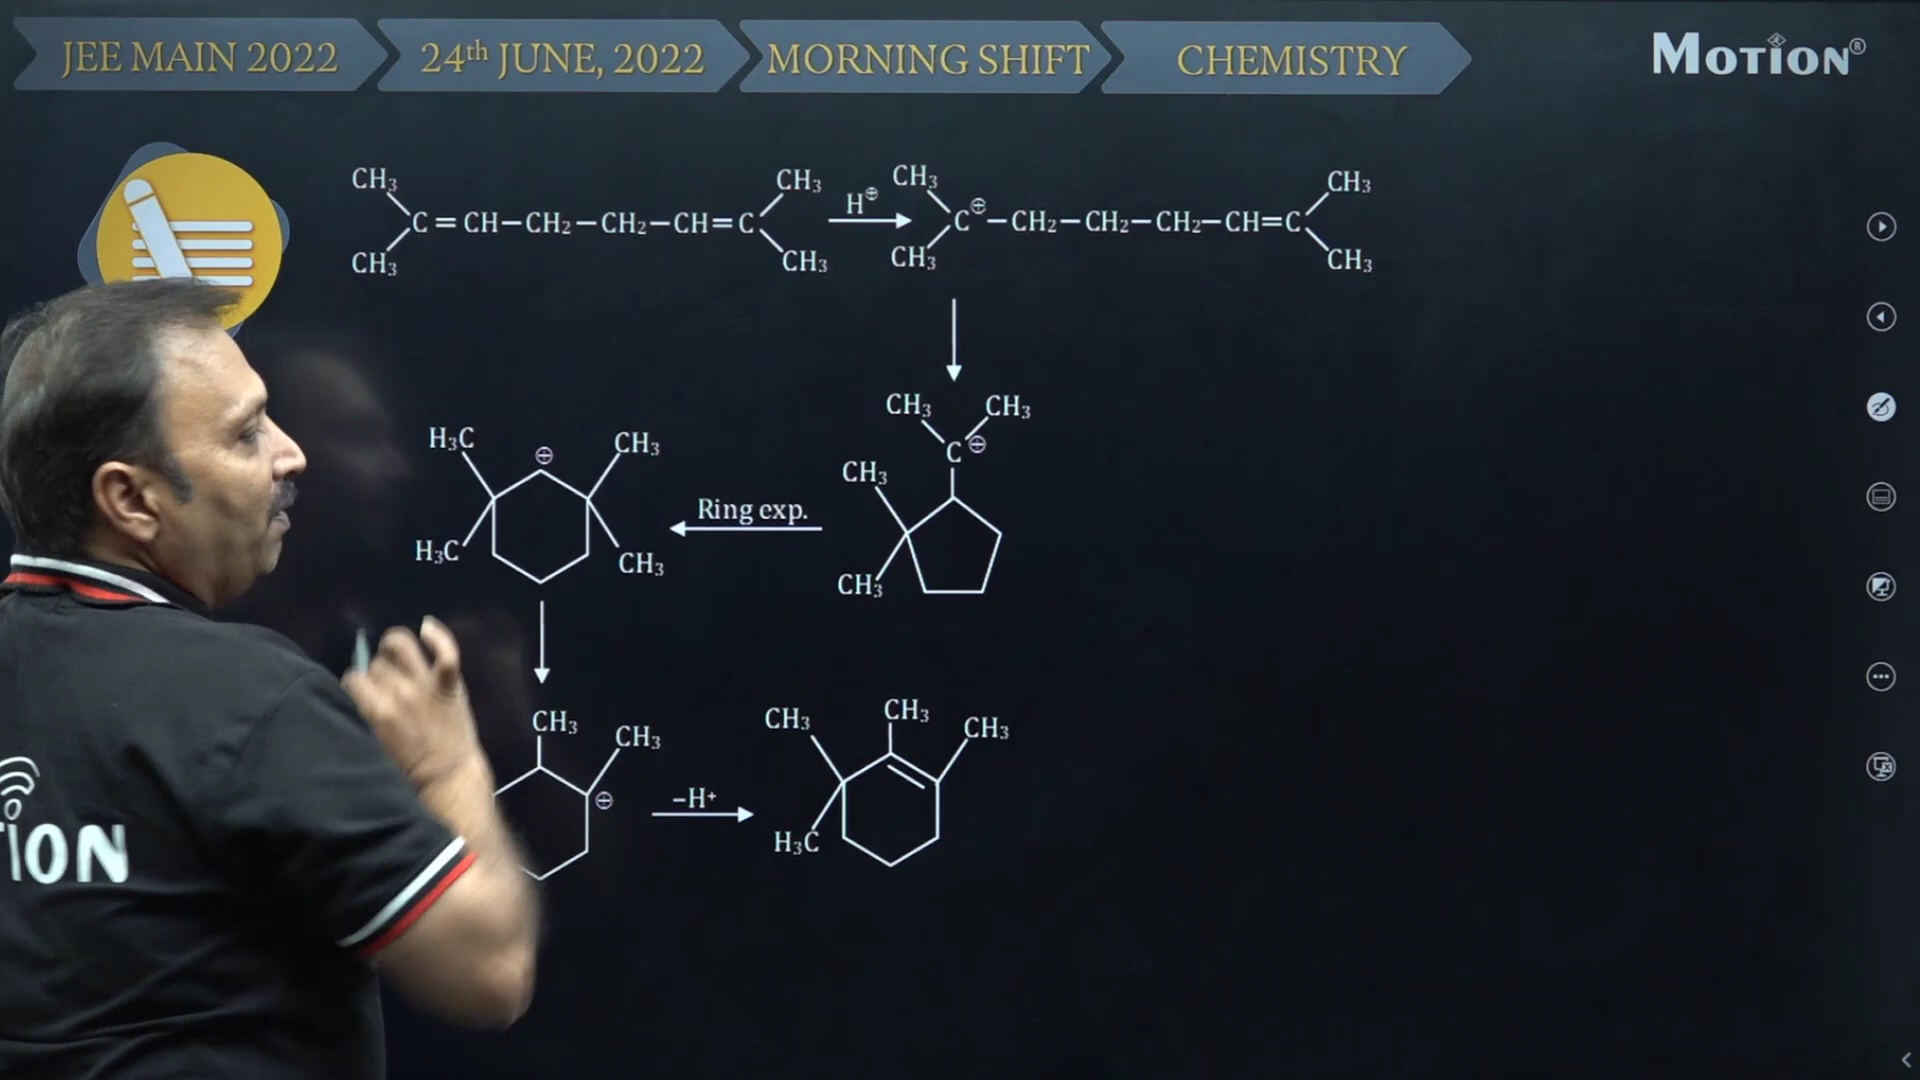 JEE MAIN 2022
24th JUNE, 2022
MORNING SHIFT
CHEMISTRY
MOTiON®
CH₃
CH₃
C=CH−CH₂−CH₂−CH=C
CH₃
CH₃
H⊕
CH₃
CH₃
C⊕−CH₂−CH₂−CH₂−CH=C
CH₃
CH₃
CH₃
CH₃
C⊕
CH₃
CH₃
Ring exp.
H₃C
⊕
CH₃
H₃C
CH₃
CH₃
CH₃
⊕
−H⁺
CH₃
CH₃
CH₃
H₃C
TiON